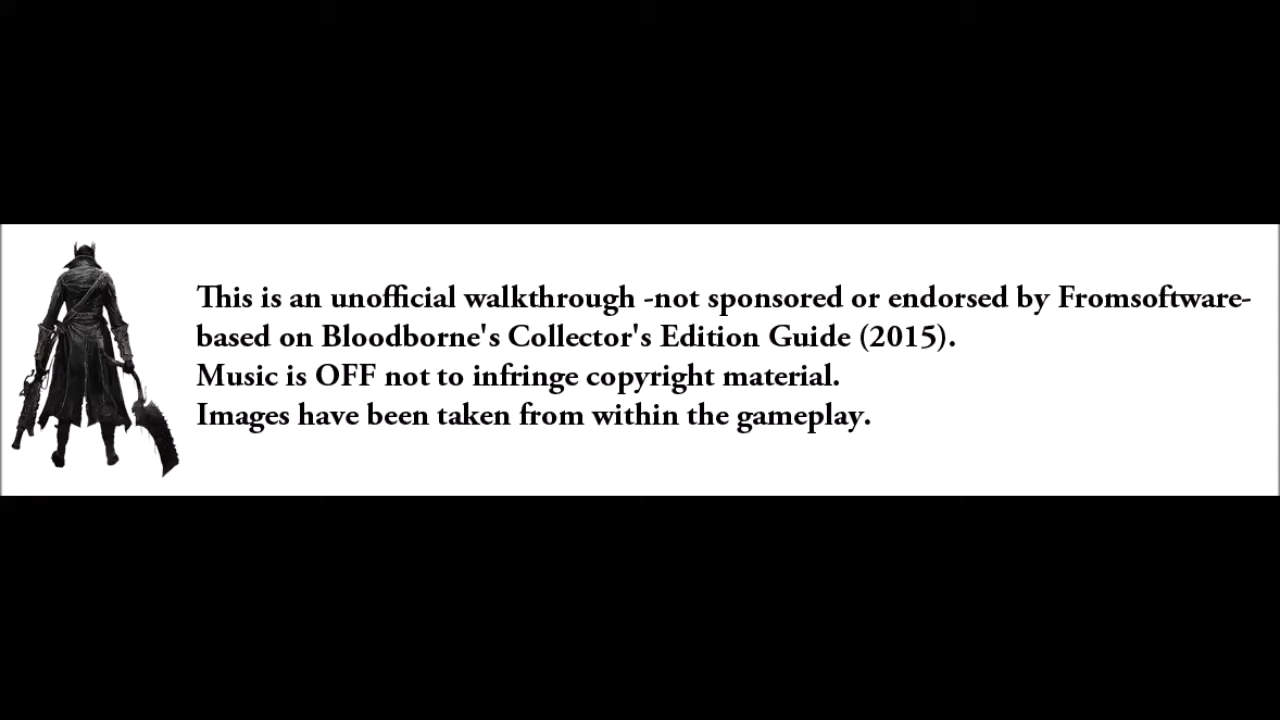 This is an unofficial walkthrough -not sponsored or endorsed by Fromsoftware-
based on Bloodborne's Collector's Edition Guide (2015).
Music is OFF not to infringe copyright material.
Images have been taken from within the gameplay.